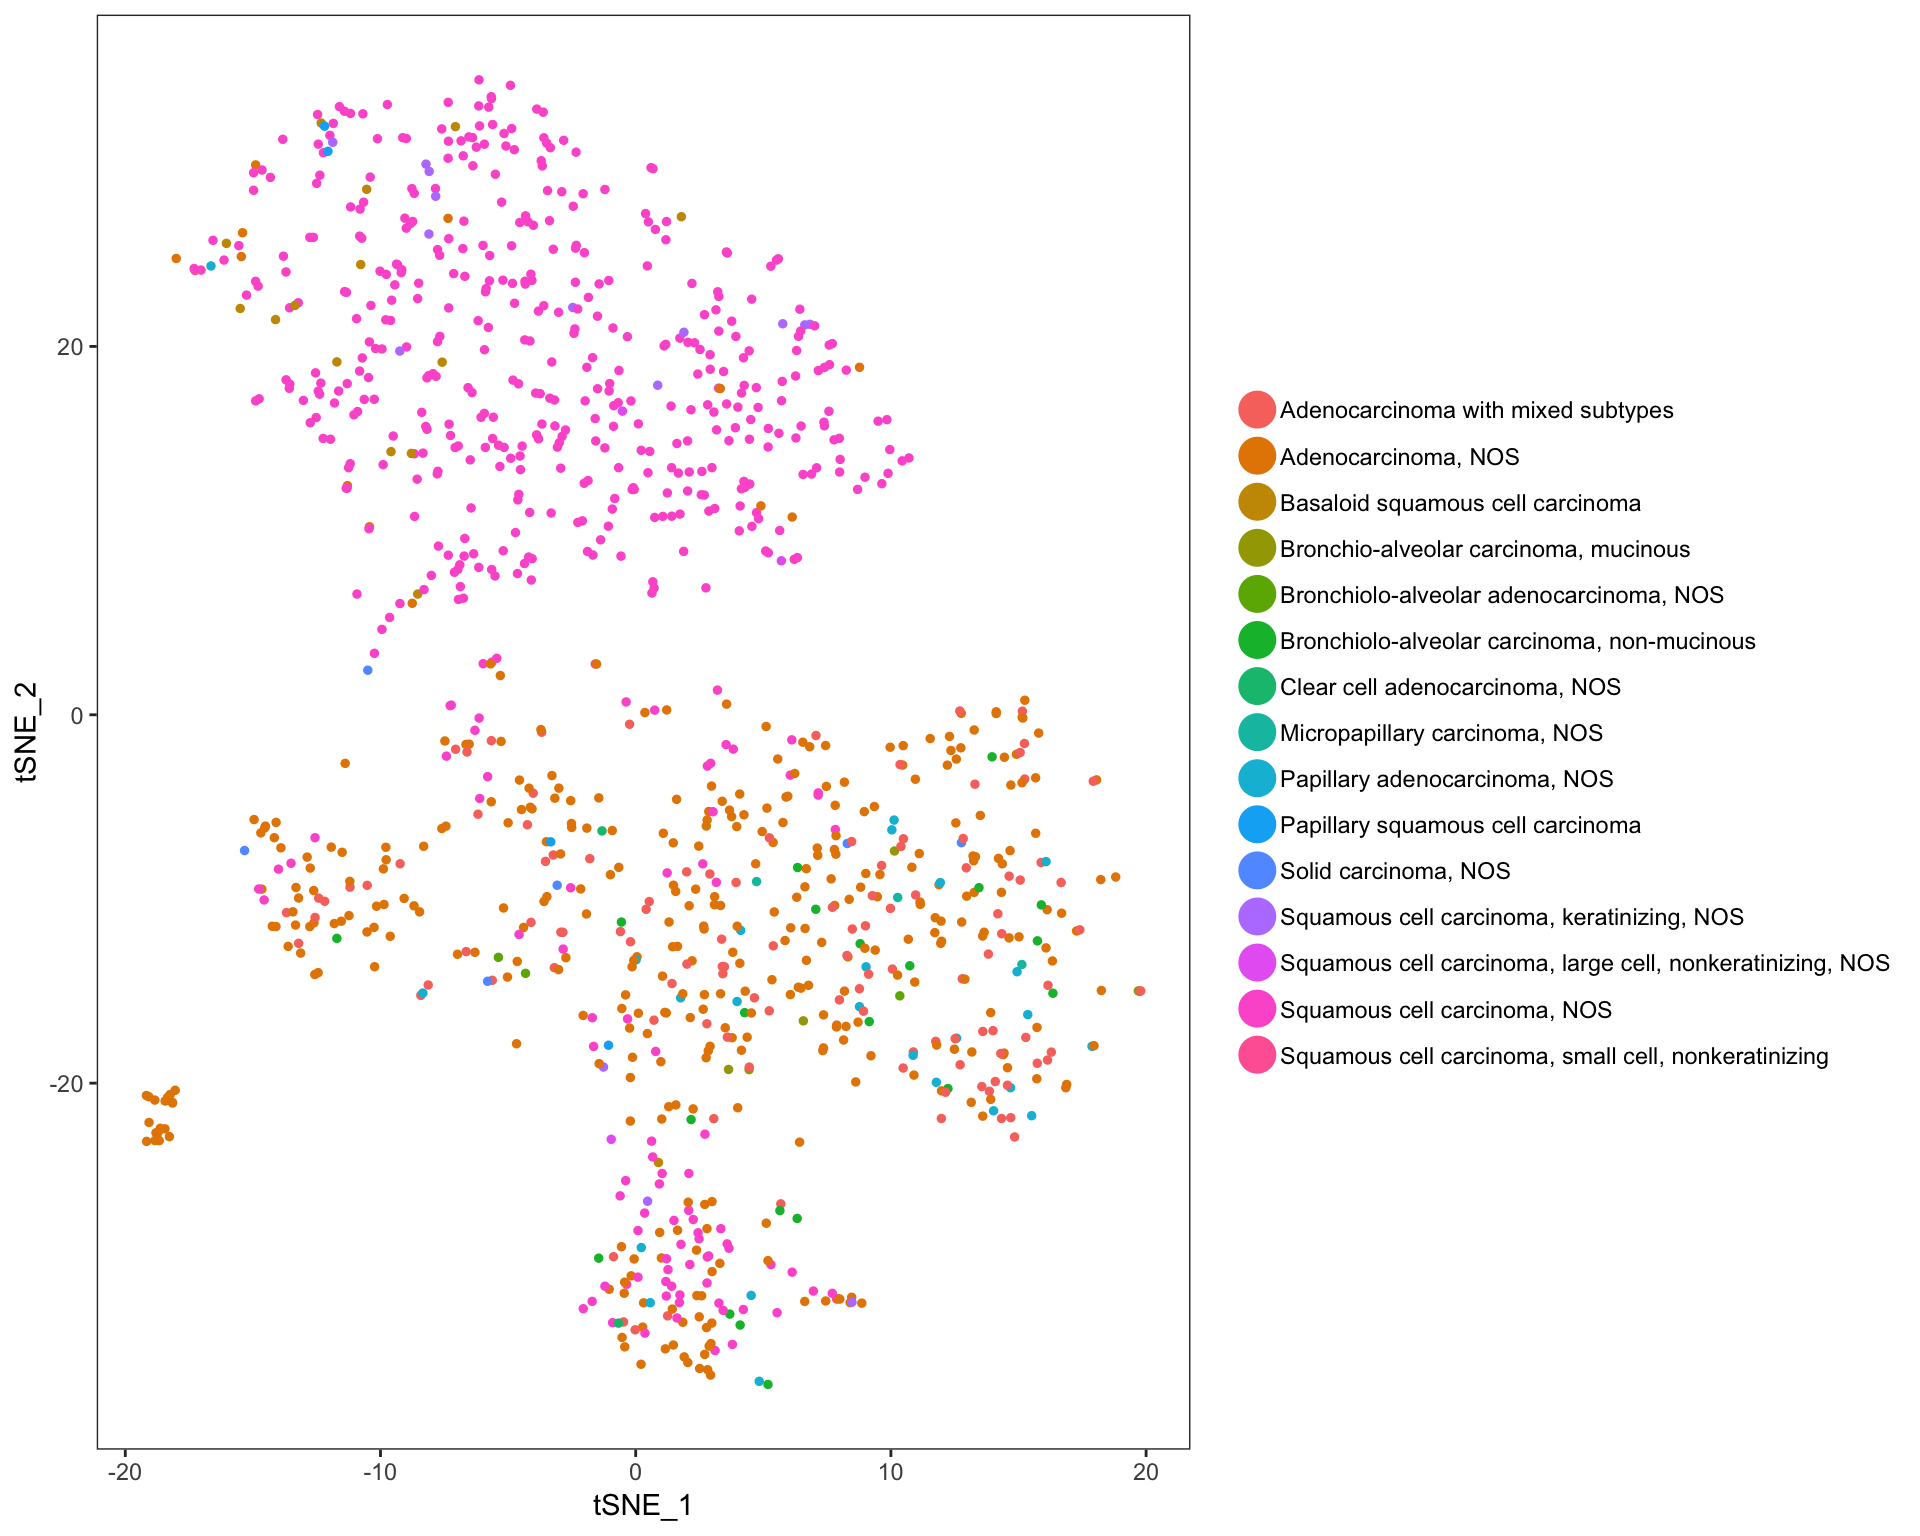 20
0
-20
tSNE_2
-20
-10
0
10
20
tSNE_1
Adenocarcinoma with mixed subtypes
Adenocarcinoma, NOS
Basaloid squamous cell carcinoma
Bronchio-alveolar carcinoma, mucinous
Bronchiolo-alveolar adenocarcinoma, NOS
Bronchiolo-alveolar carcinoma, non-mucinous
Clear cell adenocarcinoma, NOS
Micropapillary carcinoma, NOS
Papillary adenocarcinoma, NOS
Papillary squamous cell carcinoma
Solid carcinoma, NOS
Squamous cell carcinoma, keratinizing, NOS
Squamous cell carcinoma, large cell, nonkeratinizing, NOS
Squamous cell carcinoma, NOS
Squamous cell carcinoma, small cell, nonkeratinizing